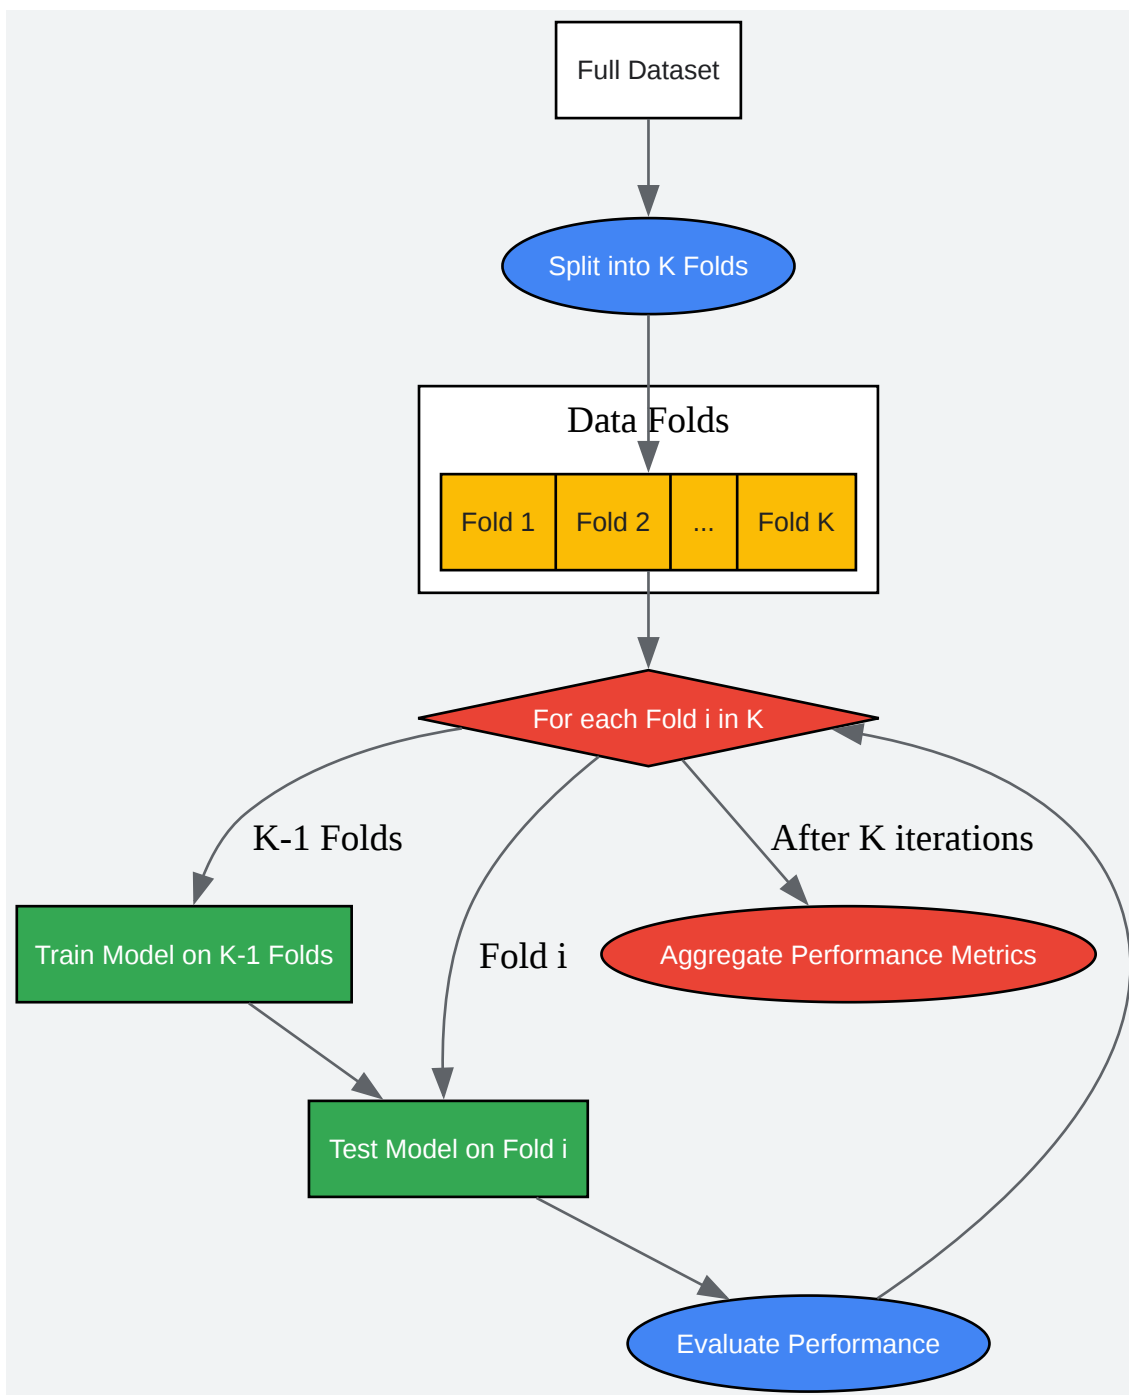 Full Dataset
Split into K Folds
Data Folds
Fold 1
Fold 2
...
Fold K
For each Fold i in K
K-1 Folds
After K iterations
Train Model on K-1 Folds
Fold i
Aggregate Performance Metrics
Test Model on Fold i
Evaluate Performance